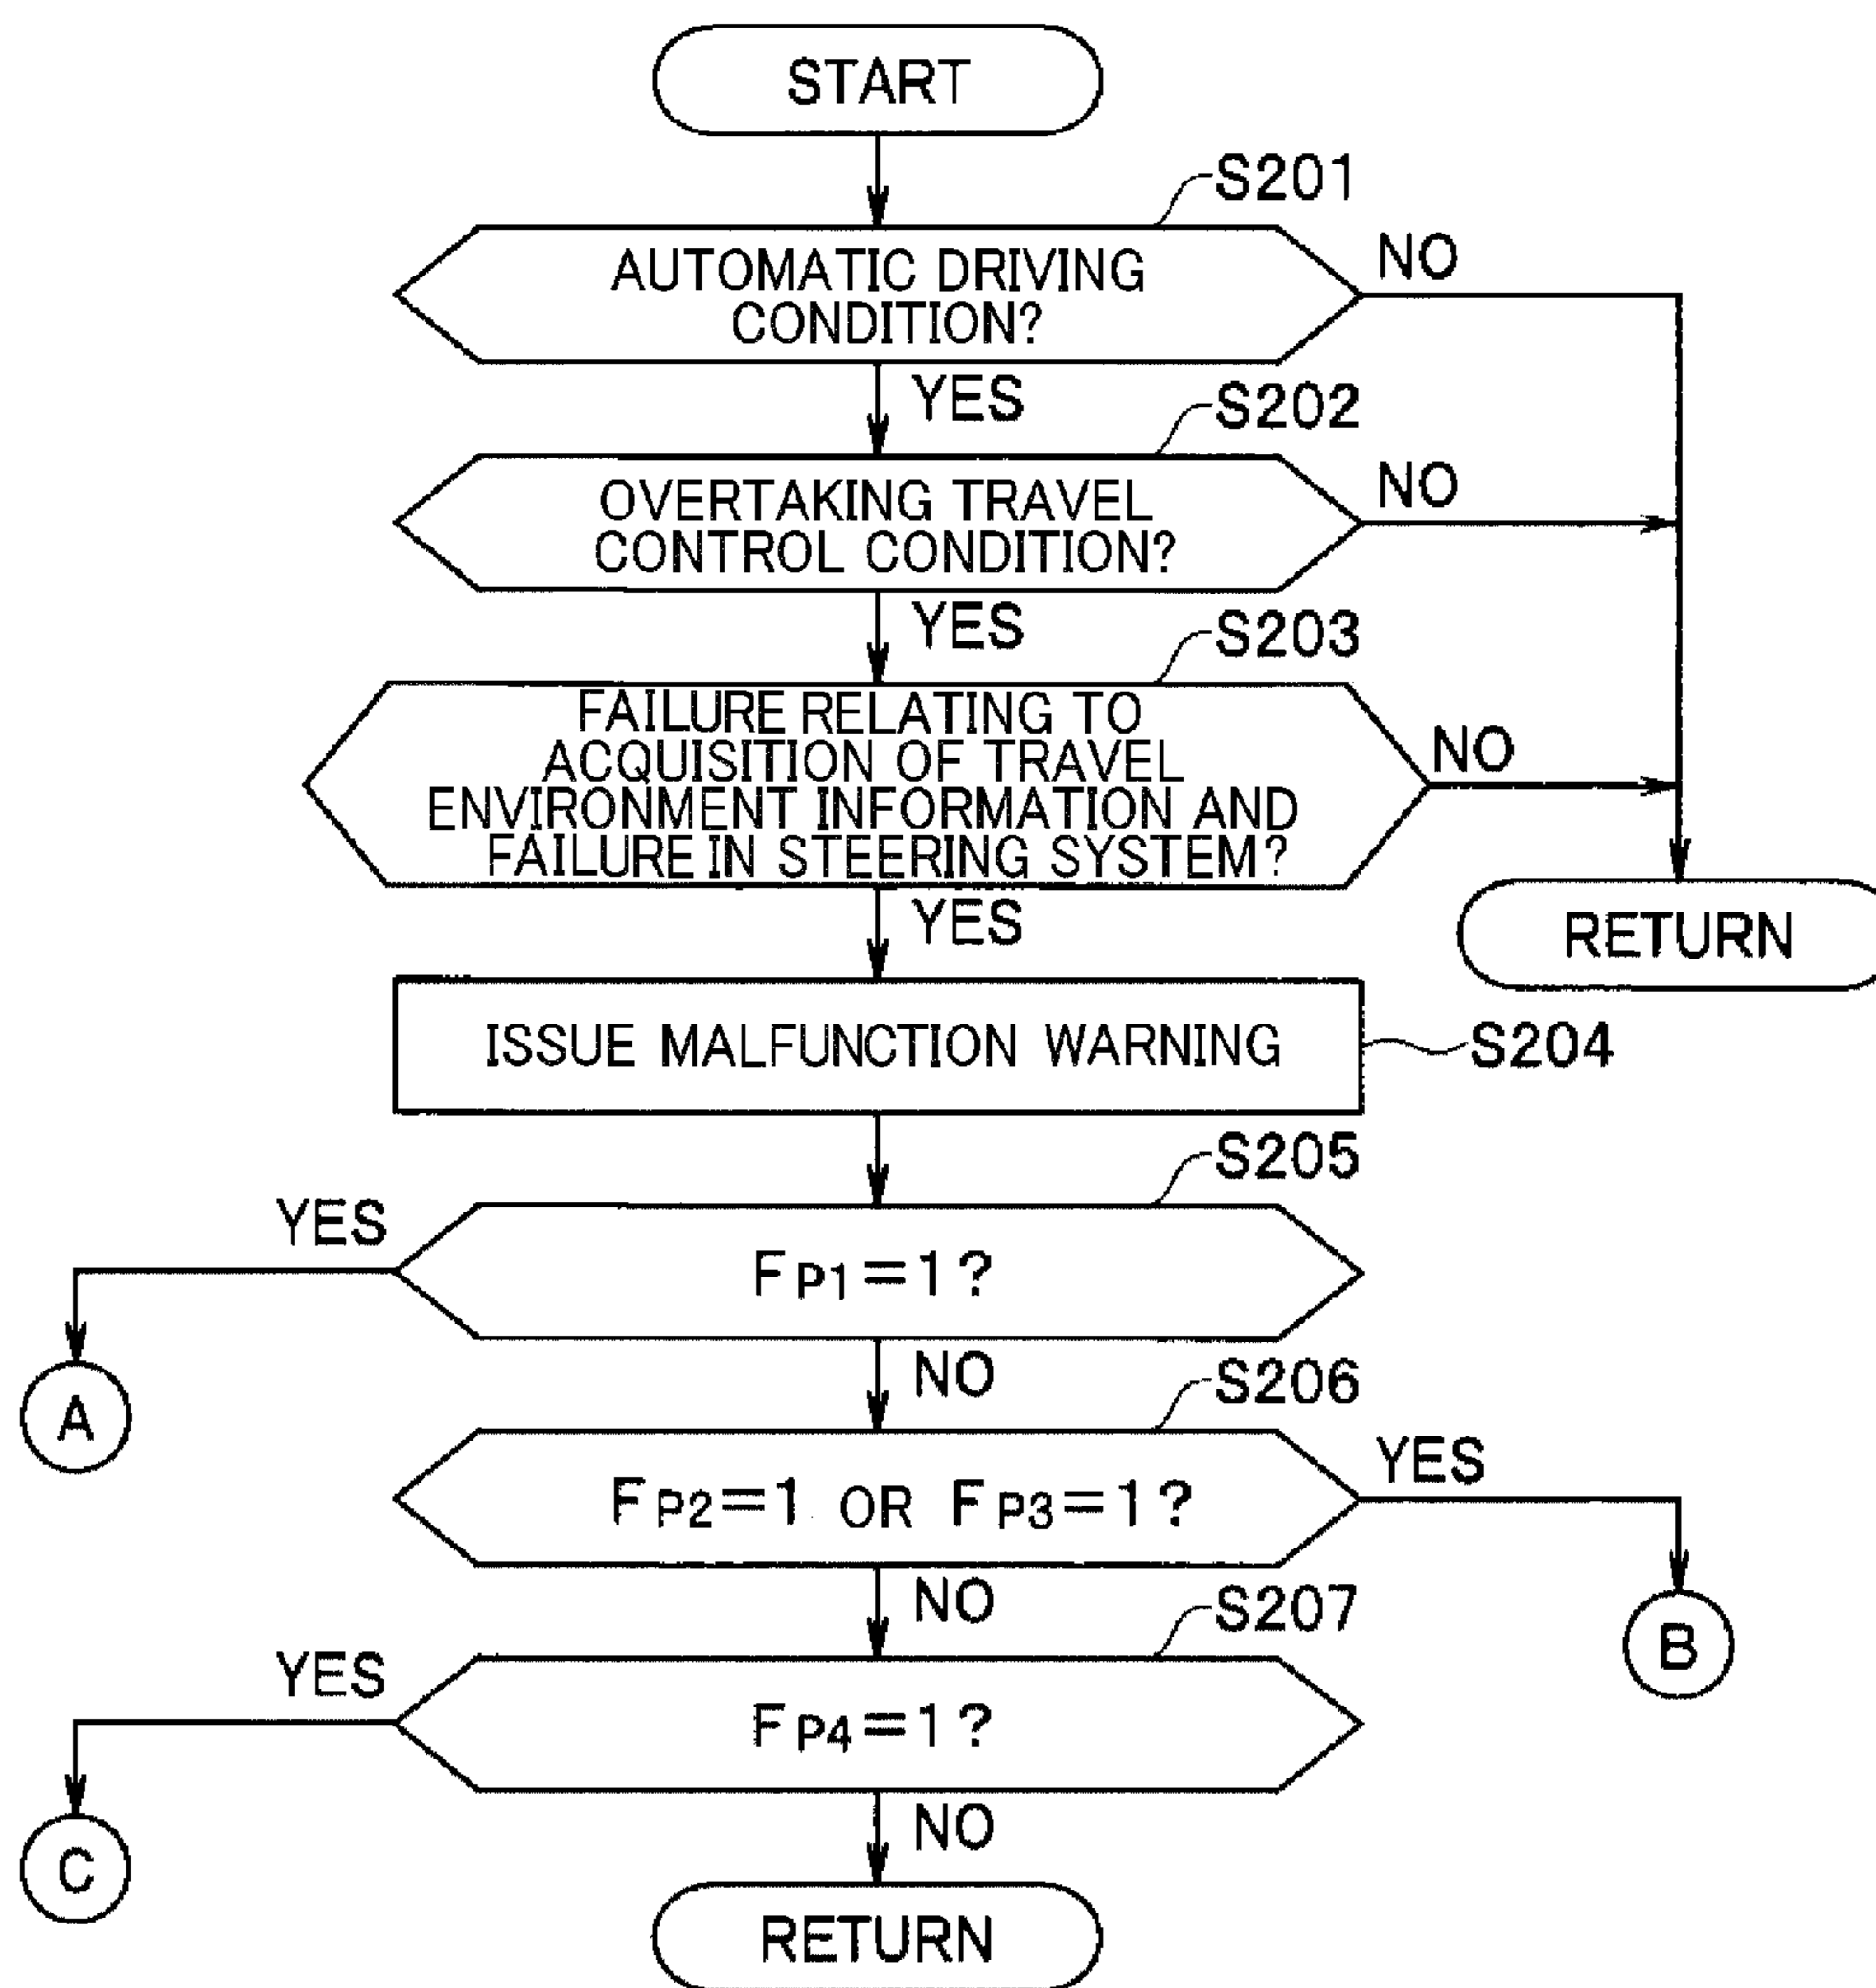 START
S201
AUTOMATIC DRIVING
CONDITION?
NO
YES
S202
OVERTAKING TRAVEL
CONTROL CONDITION?
NO
YES
S203
FAILURE RELATING TO
ACQUISITION OF TRAVEL
ENVIRONMENT INFORMATION AND
FAILURE IN STEERING SYSTEM?
NO
YES
RETURN
ISSUE MALFUNCTION WARNING
S204
S205
YES
FP1=1?
A
NO
S206
FP2=1 OR FP3=1?
YES
B
NO
S207
YES
FP4=1?
C
NO
RETURN